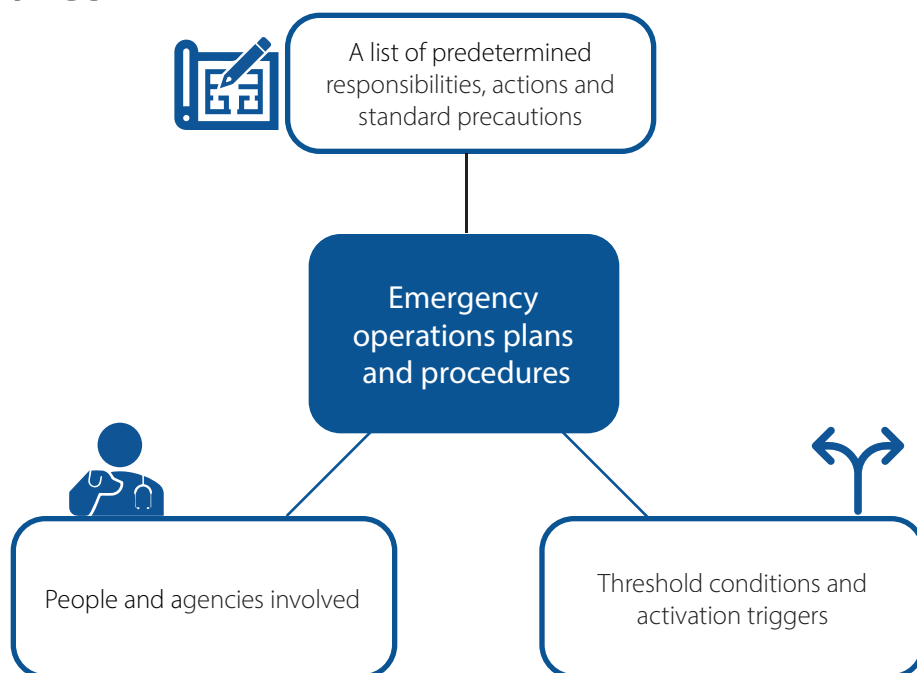 A list of predetermined
responsibilities, actions and
standard precautions
Emergency
operations plans
and procedures
People and agencies involved
Threshold conditions and
activation triggers